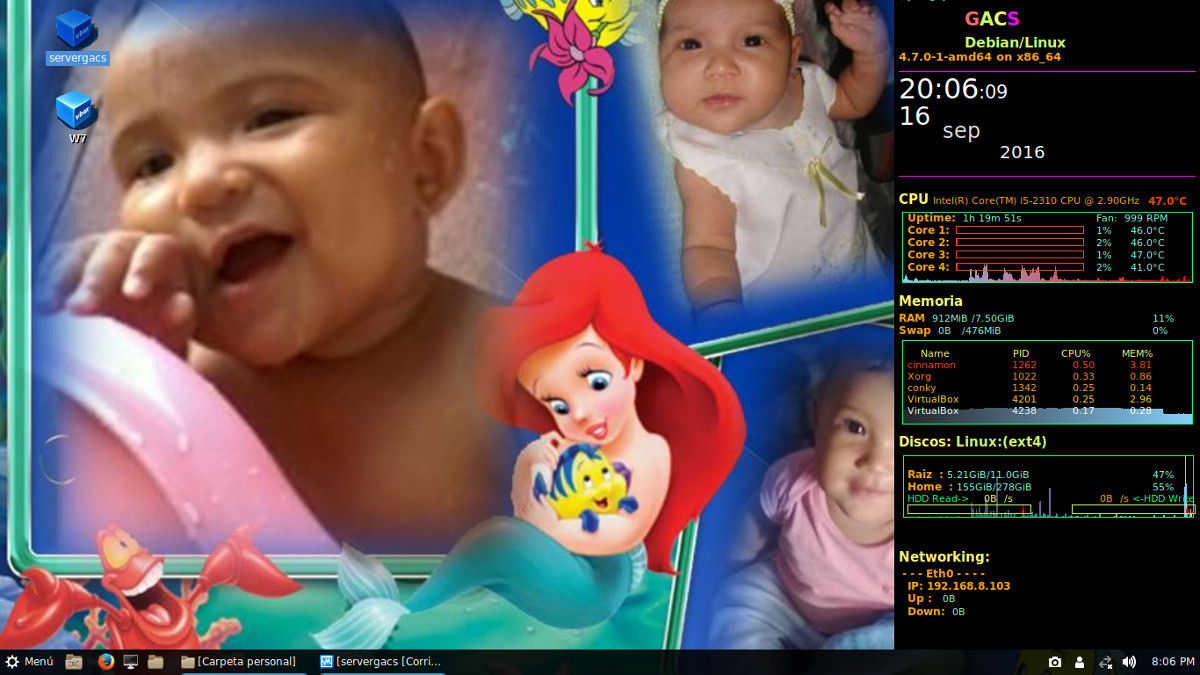 servergacs
W7
GACS
Debian/Linux
4.7.0-1-amd64 on x86_64
20:06:09
16
sep
2016
CPU Intel(R) Core(TM) i5-2310 CPU @ 2.90GHz 47.0°C
Uptime: 1h 19m 51s Fan: 999 RPM
Core 1: 1% 46.0°C
Core 2: 2% 46.0°C
Core 3: 1% 47.0°C
Core 4: 2% 41.0°C
Memoria
RAM 912MiB /7.50GiB 11%
Swap 0B /476MiB 0%
Name PID CPU% MEM%
cinnamon 1262 0.50 3.81
Xorg 1022 0.33 0.86
conky 1342 0.25 0.14
VirtualBox 4201 0.25 2.96
VirtualBox 4238 0.17 0.28
Discos: Linux:(ext4)
Raiz : 5.21GiB/11.0GiB 47%
Home : 155GiB/278GiB 55%
HDD Read-> 0B /s 0B /s <-HDD Write
Networking:
- - - Eth0 - - - -
IP: 192.168.8.103
Up : 0B
Down: 0B
Menú [Carpeta personal] [servergacs [Corri... 8:06 PM